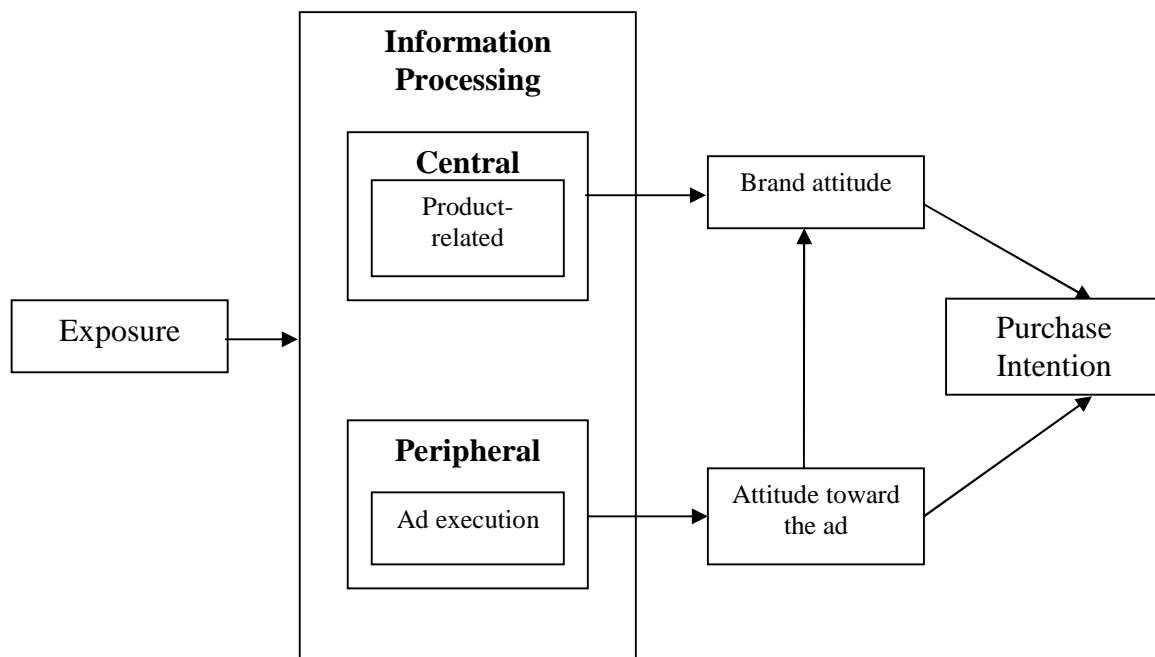 Information
Processing
Central
Product-
related
Brand attitude
Exposure
Purchase
Intention
Peripheral
Ad execution
Attitude toward
the ad